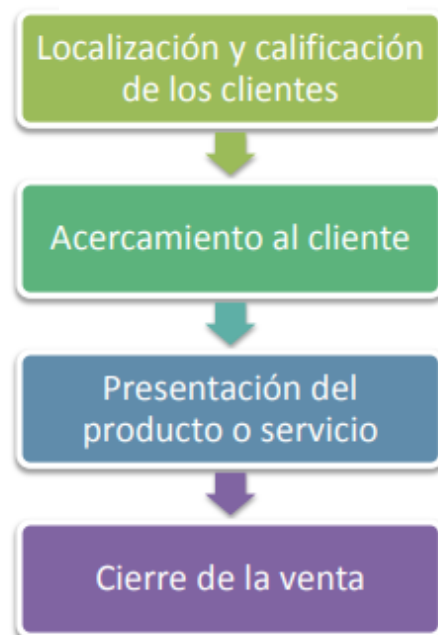 Localización y calificación
de los clientes
Acercamiento al cliente
Presentación del
producto o servicio
Cierre de la venta